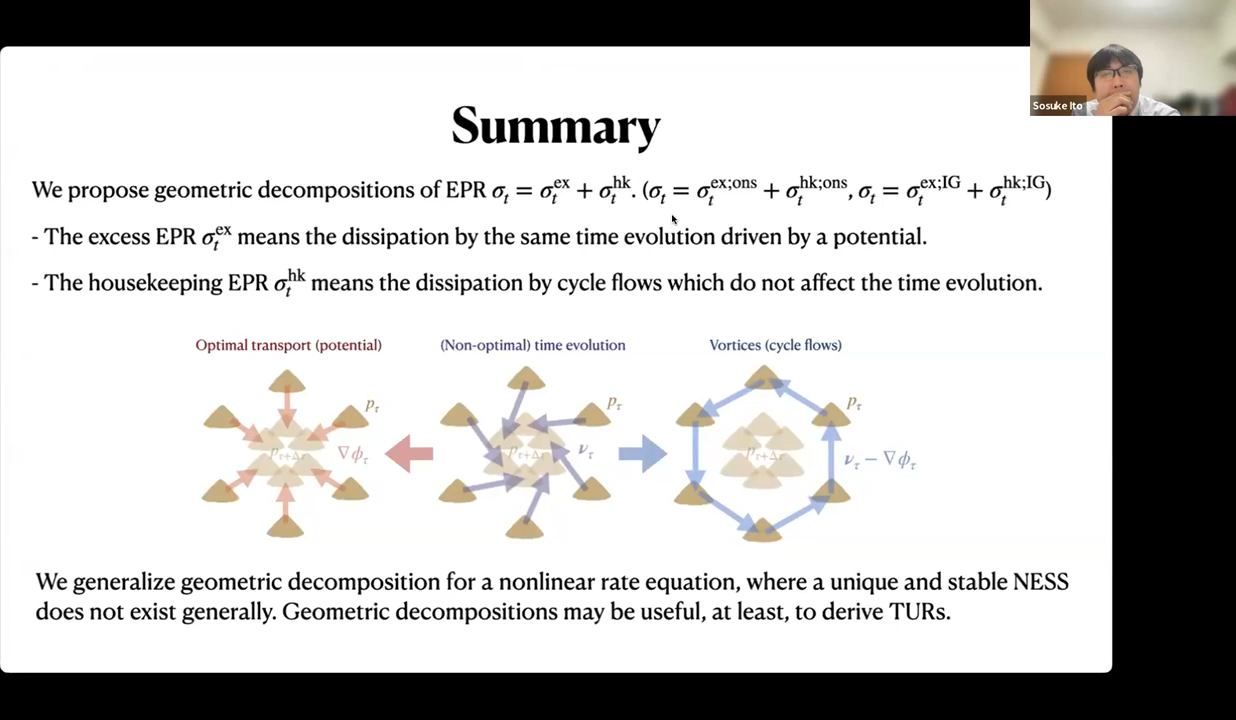 Sosuke Ito
Summary
We propose geometric decompositions of EPR σ_t = σ_t^ex + σ_t^hk. (σ_t = σ_t^ex;ons + σ_t^hk;ons, σ_t = σ_t^ex;IG + σ_t^hk;IG)
- The excess EPR σ_t^ex means the dissipation by the same time evolution driven by a potential.
- The housekeeping EPR σ_t^hk means the dissipation by cycle flows which do not affect the time evolution.
Optimal transport (potential) (Non-optimal) time evolution Vortices (cycle flows)
p_τ p_τ p_τ
p_τ+Δτ ∇ϕ_τ p_τ+Δτ ν_τ p_τ+Δτ ν_τ − ∇ϕ_τ
We generalize geometric decomposition for a nonlinear rate equation, where a unique and stable NESS
does not exist generally. Geometric decompositions may be useful, at least, to derive TURs.